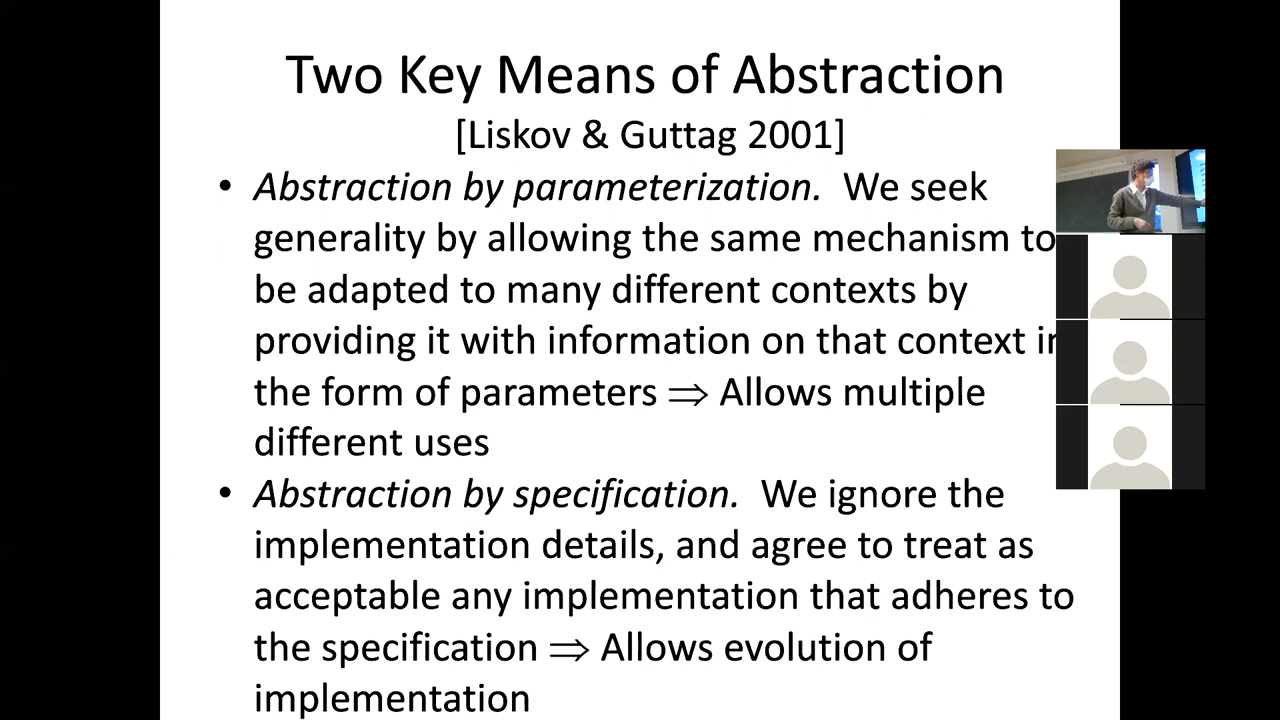 Two Key Means of Abstraction
[Liskov & Guttag 2001]
• Abstraction by parameterization. We seek
generality by allowing the same mechanism to
be adapted to many different contexts by
providing it with information on that context in
the form of parameters ⇒ Allows multiple
different uses
• Abstraction by specification. We ignore the
implementation details, and agree to treat as
acceptable any implementation that adheres to
the specification ⇒ Allows evolution of
implementation